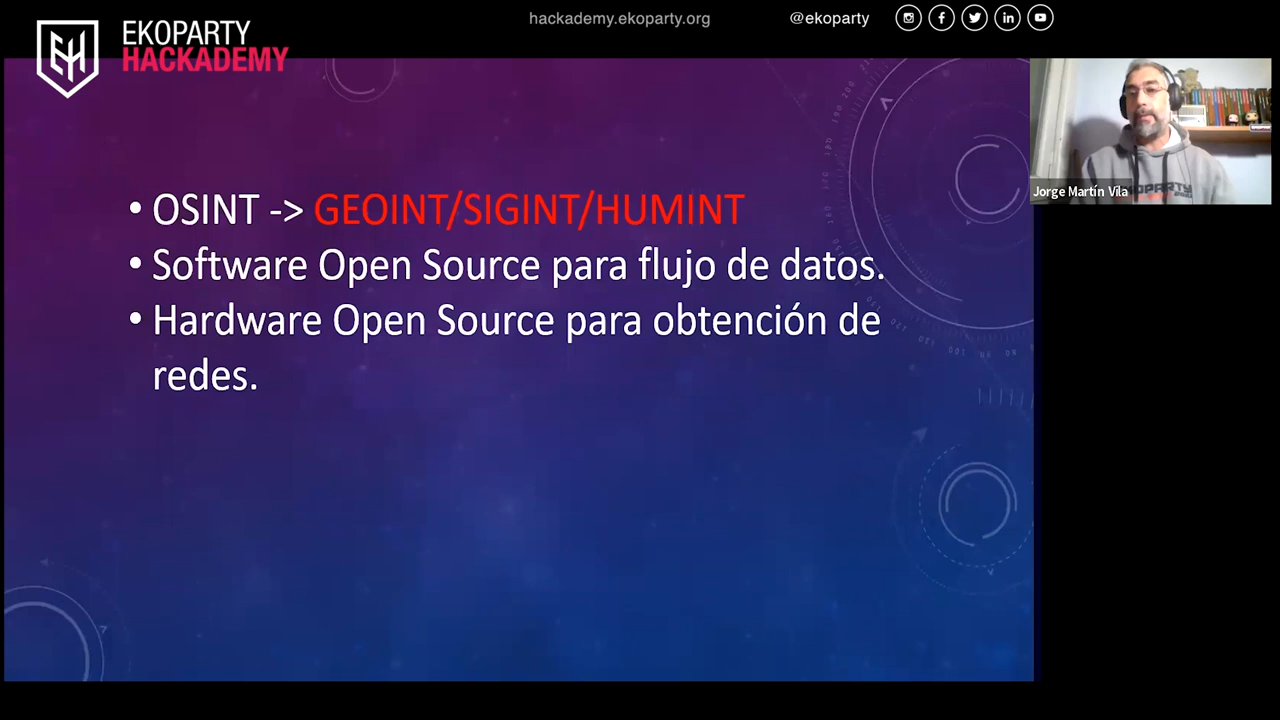 hackademy.ekoparty.org
@ekoparty
EKOPARTY
HACKADEMY
• OSINT -> GEOINT/SIGINT/HUMINT
• Software Open Source para flujo de datos.
• Hardware Open Source para obtención de
redes.
Jorge Martín Vila